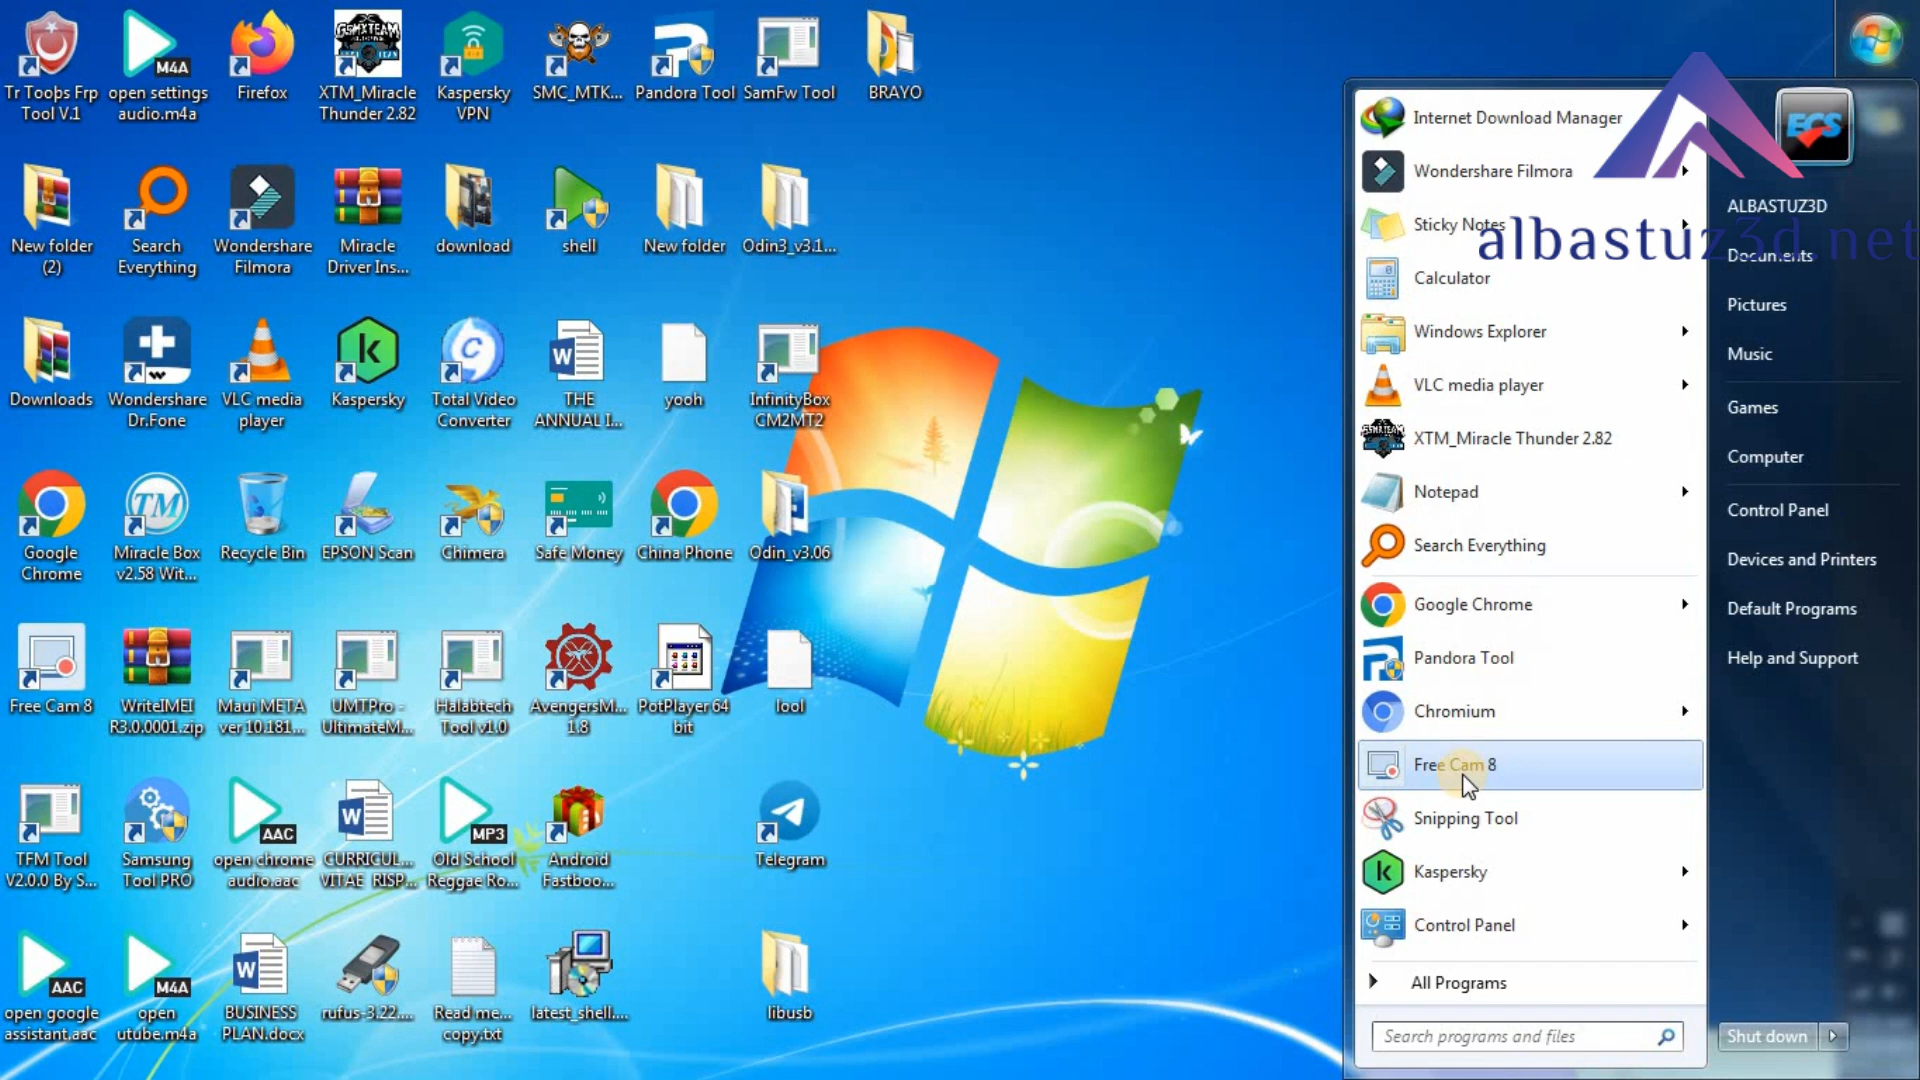 Tr Tools Frp
Tool V.1
M4A
open settings
audio.m4a
Firefox
GSMXTEAM
XTM_Miracle
Thunder 2.82
Kaspersky
VPN
SMC_MTK...
Pandora Tool
SamFw Tool
BRAYO
New folder
(2)
Search
Everything
Wondershare
Filmora
Miracle
Driver Ins...
download
shell
New folder
Odin3_v3.1...
Downloads
Wondershare
Dr.Fone
VLC media
player
Kaspersky
Total Video
Converter
THE
ANNUAL I...
yooh
InfinityBox
CM2MT2
Google
Chrome
TM
Miracle Box
v2.58 Wit...
Recycle Bin
EPSON Scan
Chimera
Safe Money
China Phone
Odin_v3.06
Free Cam 8
WriteIMEI
R3.0.0001.zip
Maui META
ver 10.181...
UMTPro -
UltimateM...
Halabtech
Tool v1.0
AvengersM...
1.8
PotPlayer 64
bit
lool
TFM Tool
V2.0.0 By S...
Samsung
Tool PRO
AAC
open chrome
audio.aac
CURRICUL...
VITAE RISP...
MP3
Old School
Reggae Ro...
Android
Fastboo...
Telegram
AAC
open google
assistant.aac
M4A
open
utube.m4a
BUSINESS
PLAN.docx
rufus-3.22....
Read me...
copy.txt
latest_shell....
libusb
Internet Download Manager
Wondershare Filmora
Sticky Notes
Calculator
Windows Explorer
VLC media player
XTM_Miracle Thunder 2.82
Notepad
Search Everything
Google Chrome
Pandora Tool
Chromium
Free Cam 8
Snipping Tool
Kaspersky
Control Panel
All Programs
Search programs and files
ECS
ALBASTUZ3D
albastuz3d.net
Documents
Pictures
Music
Games
Computer
Control Panel
Devices and Printers
Default Programs
Help and Support
Shut down